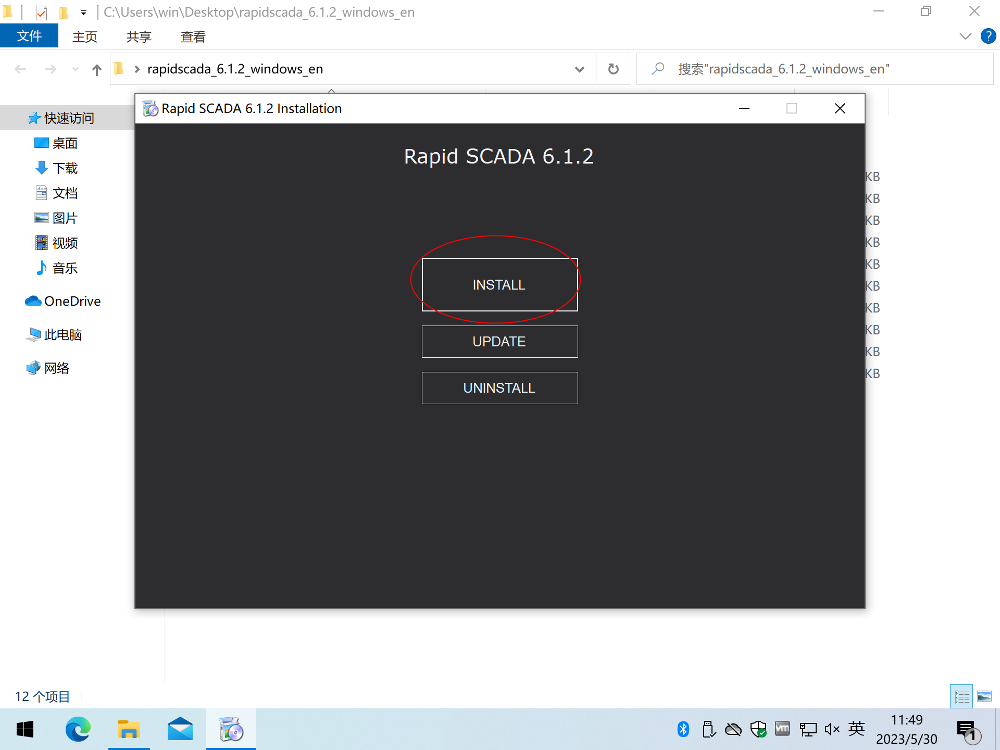 C:\Users\win\Desktop\rapidscada_6.1.2_windows_en
文件 主页 共享 查看
?
rapidscada_6.1.2_windows_en
搜索"rapidscada_6.1.2_windows_en"
快速访问
桌面
下载
文档
图片
视频
音乐
OneDrive
此电脑
网络
Rapid SCADA 6.1.2 Installation
Rapid SCADA 6.1.2
INSTALL
UPDATE
UNINSTALL
KB
KB
KB
KB
KB
KB
KB
KB
KB
KB
12 个项目
vm
英
11:49
2023/5/30
1